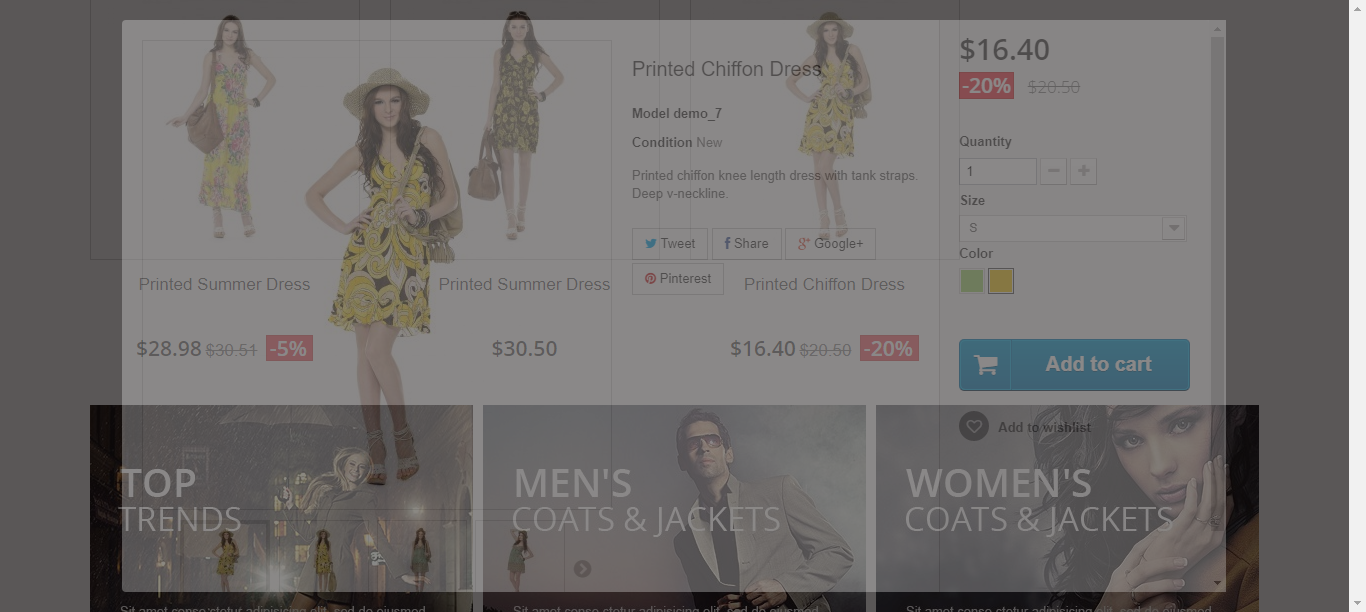 Printed Chiffon Dress
Model demo_7
Condition New
Printed chiffon knee length dress with tank straps.
Deep v-neckline.
Tweet
Share
Google+
Pinterest
$16.40
-20% $20.50
Quantity
1
Size
S
Color
Add to cart
Add to wishlist
Printed Summer Dress
$28.98 $30.51 -5%
Printed Summer Dress
$30.50
Printed Chiffon Dress
$16.40 $20.50 -20%
TOP
TRENDS
Sit amet conse ctetur adipisicing elit, sed do eiusmod
MEN'S
COATS & JACKETS
Sit amet conse ctetur adipisicing elit, sed do eiusmod
WOMEN'S
COATS & JACKETS
Sit amet conse ctetur adipisicing elit, sed do eiusmod